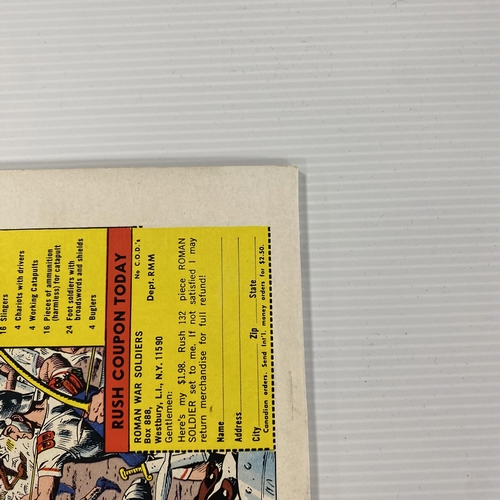 16 Slingers
4 Chariots with drivers
4 Working Catapults
16 Pieces of ammunition
(harmless) for catapult
24 Foot soldiers with
broadswords and shields
4 Buglers
RUSH COUPON TODAY
ROMAN WAR SOLDIERS No C.O.D.'s
Box 888, Dept. RMM
Westbury, L.I., N.Y. 11590
Gentlemen:
Here's my $1.98. Rush 132 piece ROMAN
SOLDIER set to me. If not satisfied I may
return merchandise for full refund!
Name
Address
City Zip State
Canadian orders. Send Int'l. money orders for $2.50.